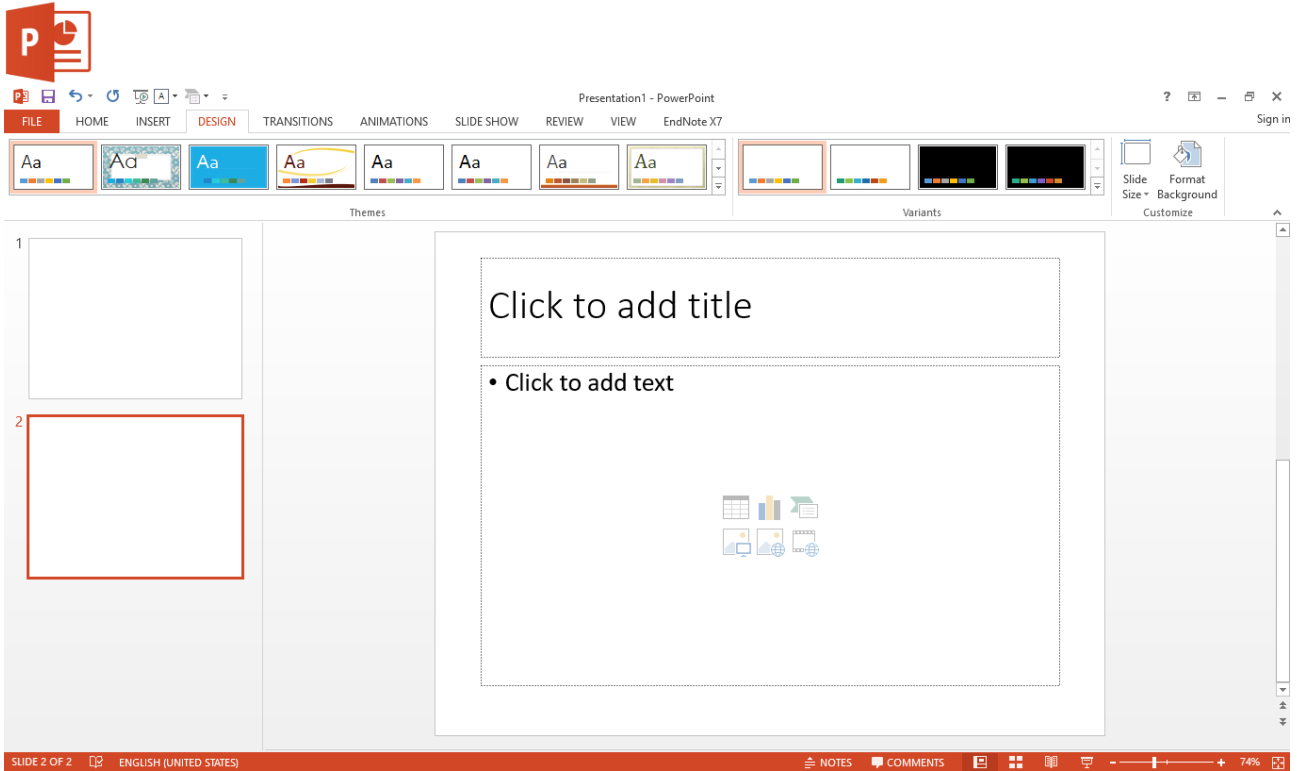 P
Presentation1 - PowerPoint
?
Sign in
FILE HOME INSERT DESIGN TRANSITIONS ANIMATIONS SLIDE SHOW REVIEW VIEW EndNote X7
Aa Aa Aa Aa Aa Aa Aa Aa
Slide Size
Format Background
Themes Variants Customize
1
2
Click to add title
• Click to add text
SLIDE 2 OF 2 ENGLISH (UNITED STATES) NOTES COMMENTS - + 74%